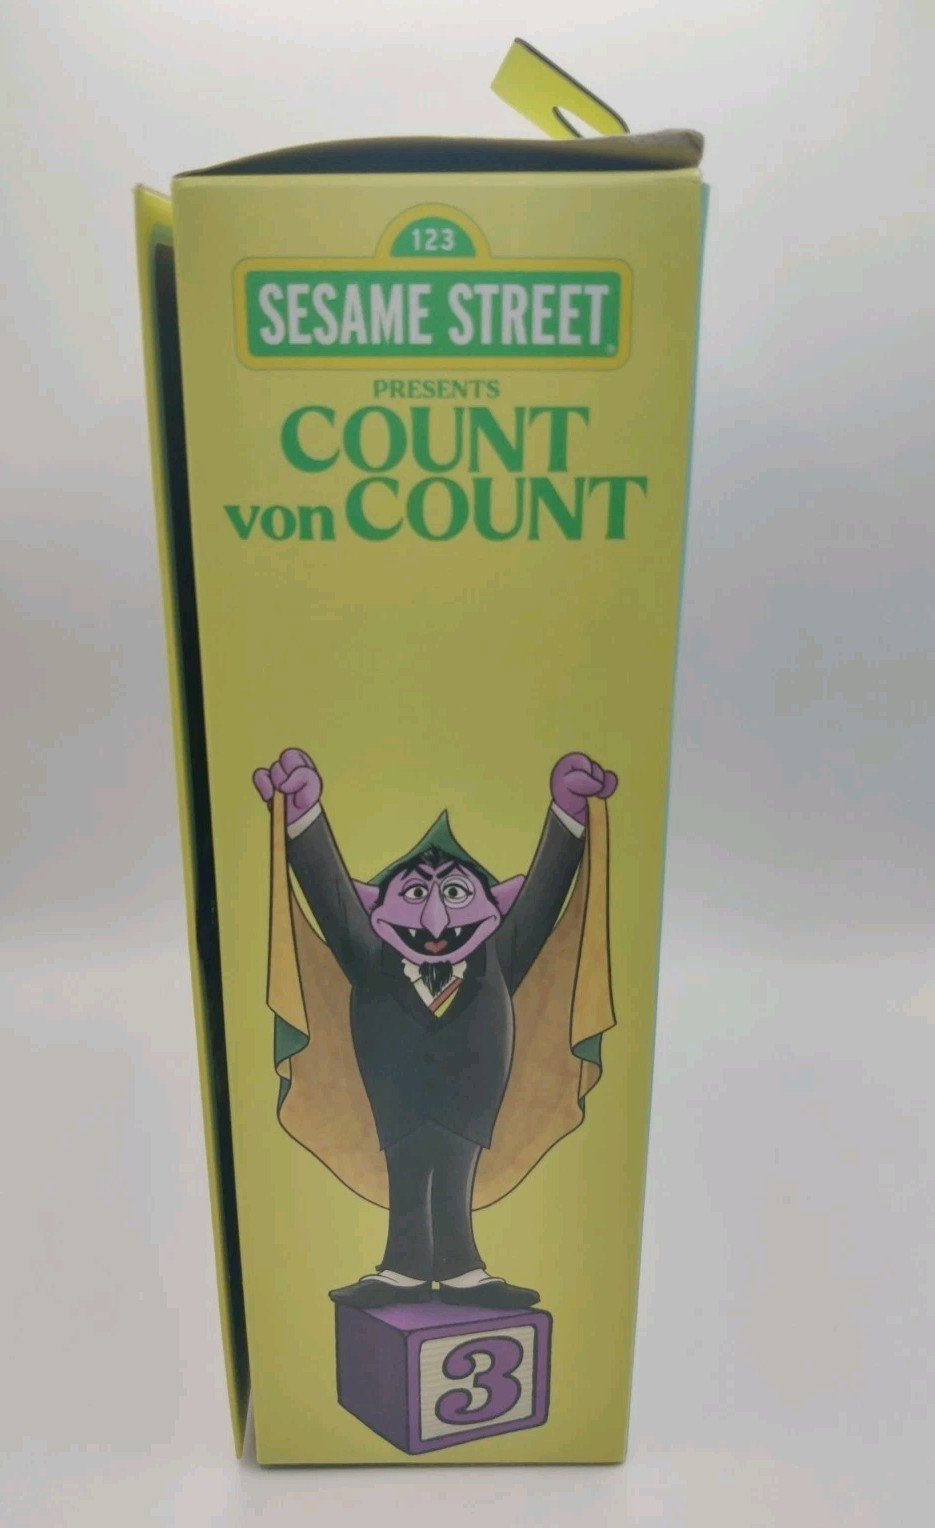 123
SESAME STREET®
PRESENTS
COUNT
von COUNT
3